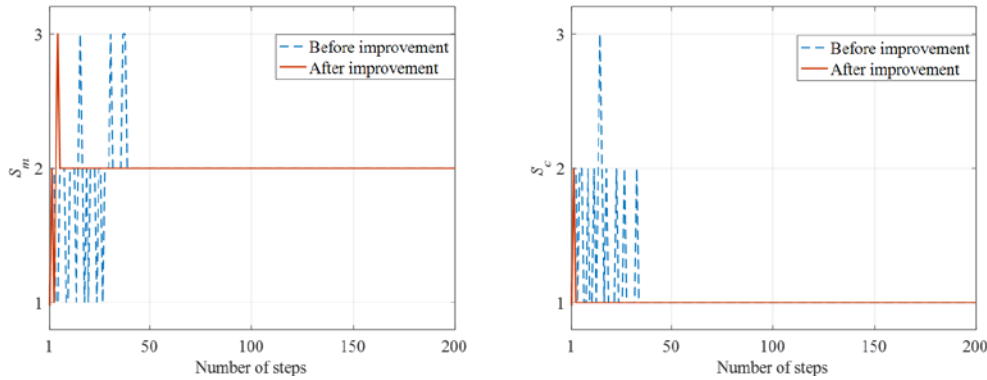 3
2
1
S_m
Before improvement
After improvement
1
50
100
150
200
Number of steps
3
2
1
S_c
Before improvement
After improvement
1
50
100
150
200
Number of steps